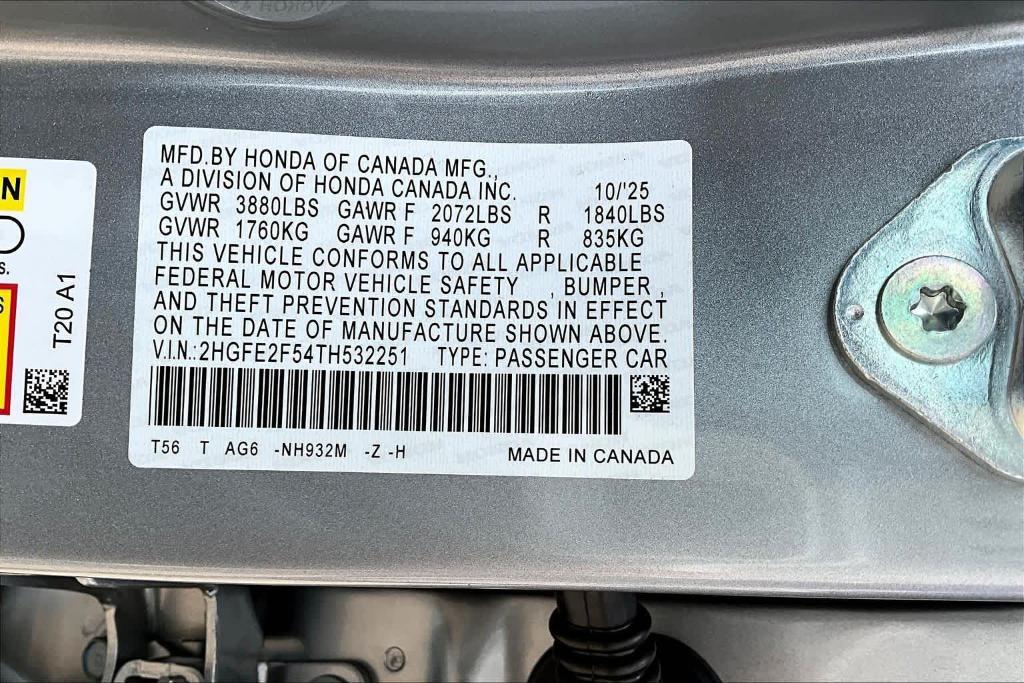 MFD.BY HONDA OF CANADA MFG.,
A DIVISION OF HONDA CANADA INC. 10/'25
GVWR 3880LBS GAWR F 2072LBS R 1840LBS
GVWR 1760KG GAWR F 940KG R 835KG
THIS VEHICLE CONFORMS TO ALL APPLICABLE
FEDERAL MOTOR VEHICLE SAFETY , BUMPER ,
AND THEFT PREVENTION STANDARDS IN EFFECT
ON THE DATE OF MANUFACTURE SHOWN ABOVE.
V.I.N.:2HGFE2F54TH532251 TYPE: PASSENGER CAR
T56 T AG6 -NH932M -Z -H MADE IN CANADA
N
s.
S
T20 A1